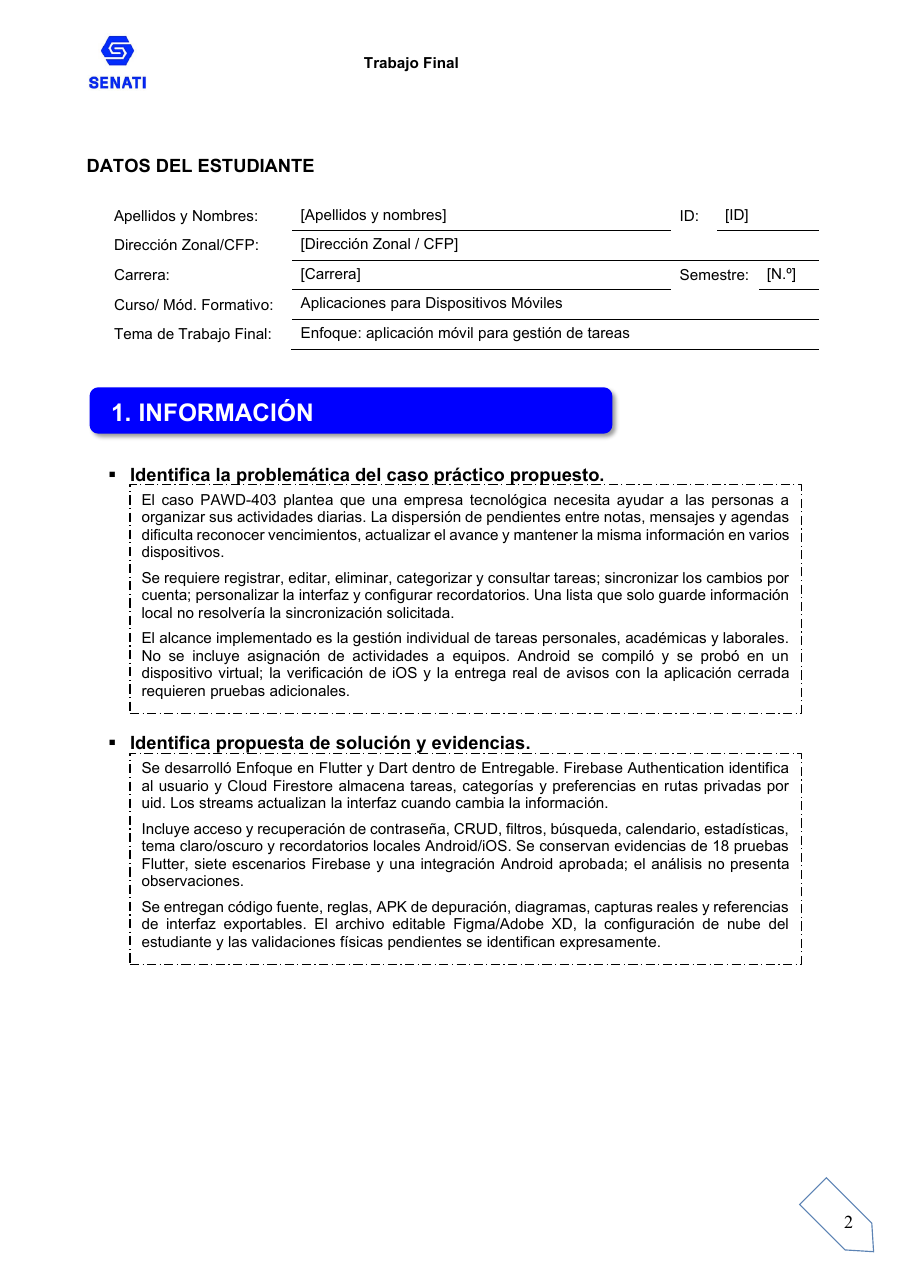 SENATI
Trabajo Final
DATOS DEL ESTUDIANTE
Apellidos y Nombres: [Apellidos y nombres] ID: [ID]
Dirección Zonal/CFP: [Dirección Zonal / CFP]
Carrera: [Carrera] Semestre: [N.º]
Curso/ Mód. Formativo: Aplicaciones para Dispositivos Móviles
Tema de Trabajo Final: Enfoque: aplicación móvil para gestión de tareas
1. INFORMACIÓN
▪ Identifica la problemática del caso práctico propuesto.
El caso PAWD-403 plantea que una empresa tecnológica necesita ayudar a las personas a
organizar sus actividades diarias. La dispersión de pendientes entre notas, mensajes y agendas
dificulta reconocer vencimientos, actualizar el avance y mantener la misma información en varios
dispositivos.
Se requiere registrar, editar, eliminar, categorizar y consultar tareas; sincronizar los cambios por
cuenta; personalizar la interfaz y configurar recordatorios. Una lista que solo guarde información
local no resolvería la sincronización solicitada.
El alcance implementado es la gestión individual de tareas personales, académicas y laborales.
No se incluye asignación de actividades a equipos. Android se compiló y se probó en un
dispositivo virtual; la verificación de iOS y la entrega real de avisos con la aplicación cerrada
requieren pruebas adicionales.
▪ Identifica propuesta de solución y evidencias.
Se desarrolló Enfoque en Flutter y Dart dentro de Entregable. Firebase Authentication identifica
al usuario y Cloud Firestore almacena tareas, categorías y preferencias en rutas privadas por
uid. Los streams actualizan la interfaz cuando cambia la información.
Incluye acceso y recuperación de contraseña, CRUD, filtros, búsqueda, calendario, estadísticas,
tema claro/oscuro y recordatorios locales Android/iOS. Se conservan evidencias de 18 pruebas
Flutter, siete escenarios Firebase y una integración Android aprobada; el análisis no presenta
observaciones.
Se entregan código fuente, reglas, APK de depuración, diagramas, capturas reales y referencias
de interfaz exportables. El archivo editable Figma/Adobe XD, la configuración de nube del
estudiante y las validaciones físicas pendientes se identifican expresamente.
2